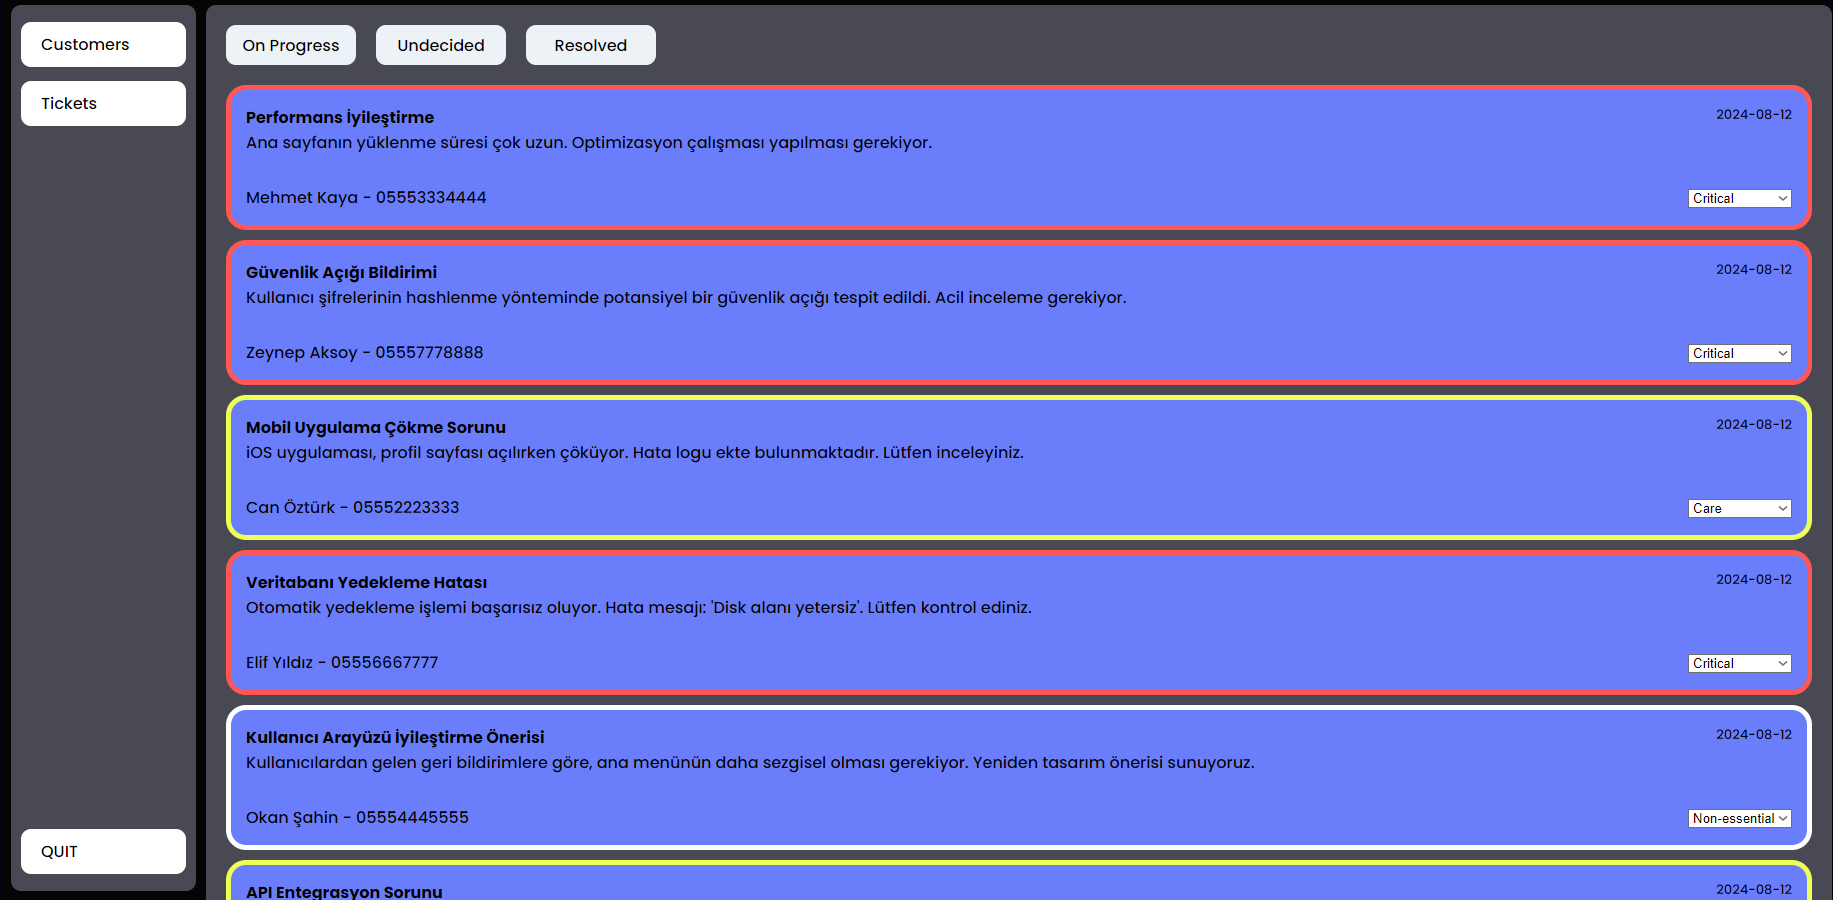 Customers
Tickets
QUIT
On Progress
Undecided
Resolved
Performans İyileştirme
2024-08-12
Ana sayfanın yüklenme süresi çok uzun. Optimizasyon çalışması yapılması gerekiyor.
Mehmet Kaya - 05553334444
Critical
Güvenlik Açığı Bildirimi
2024-08-12
Kullanıcı şifrelerinin hashlenme yönteminde potansiyel bir güvenlik açığı tespit edildi. Acil inceleme gerekiyor.
Zeynep Aksoy - 05557778888
Critical
Mobil Uygulama Çökme Sorunu
2024-08-12
iOS uygulaması, profil sayfası açılırken çöküyor. Hata logu ekte bulunmaktadır. Lütfen inceleyiniz.
Can Öztürk - 05552223333
Care
Veritabanı Yedekleme Hatası
2024-08-12
Otomatik yedekleme işlemi başarısız oluyor. Hata mesajı: 'Disk alanı yetersiz'. Lütfen kontrol ediniz.
Elif Yıldız - 05556667777
Critical
Kullanıcı Arayüzü İyileştirme Önerisi
2024-08-12
Kullanıcılardan gelen geri bildirimlere göre, ana menünün daha sezgisel olması gerekiyor. Yeniden tasarım önerisi sunuyoruz.
Okan Şahin - 05554445555
Non-essential
API Entegrasyon Sorunu
2024-08-12